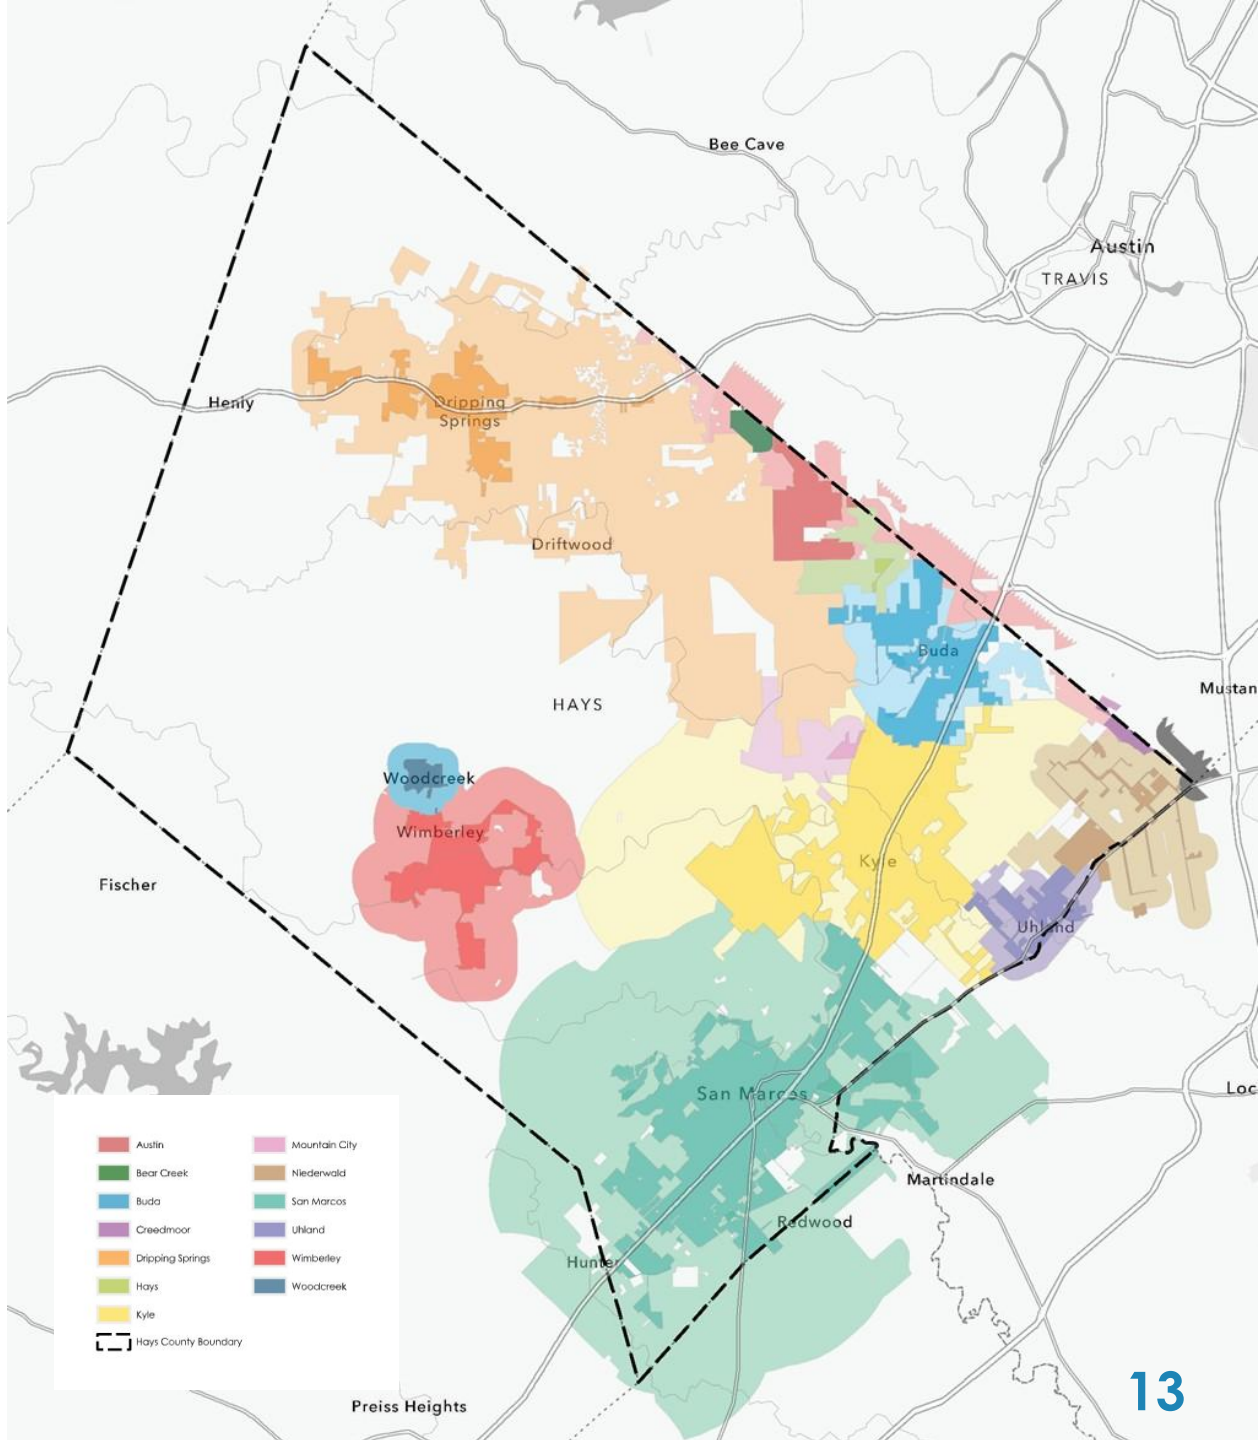 Bee Cave
Austin
TRAVIS
Henly
Dripping
Springs
Driftwood
Buda
Mustan
HAYS
Woodcreek
Wimberley
Kyle
Fischer
Uhland
San Marcos
Loc
Martindale
Redwood
Hunter
Austin
Bear Creek
Buda
Creedmoor
Dripping Springs
Hays
Kyle
Hays County Boundary
Mountain City
Niederwald
San Marcos
Uhland
Wimberley
Woodcreek
Preiss Heights
13